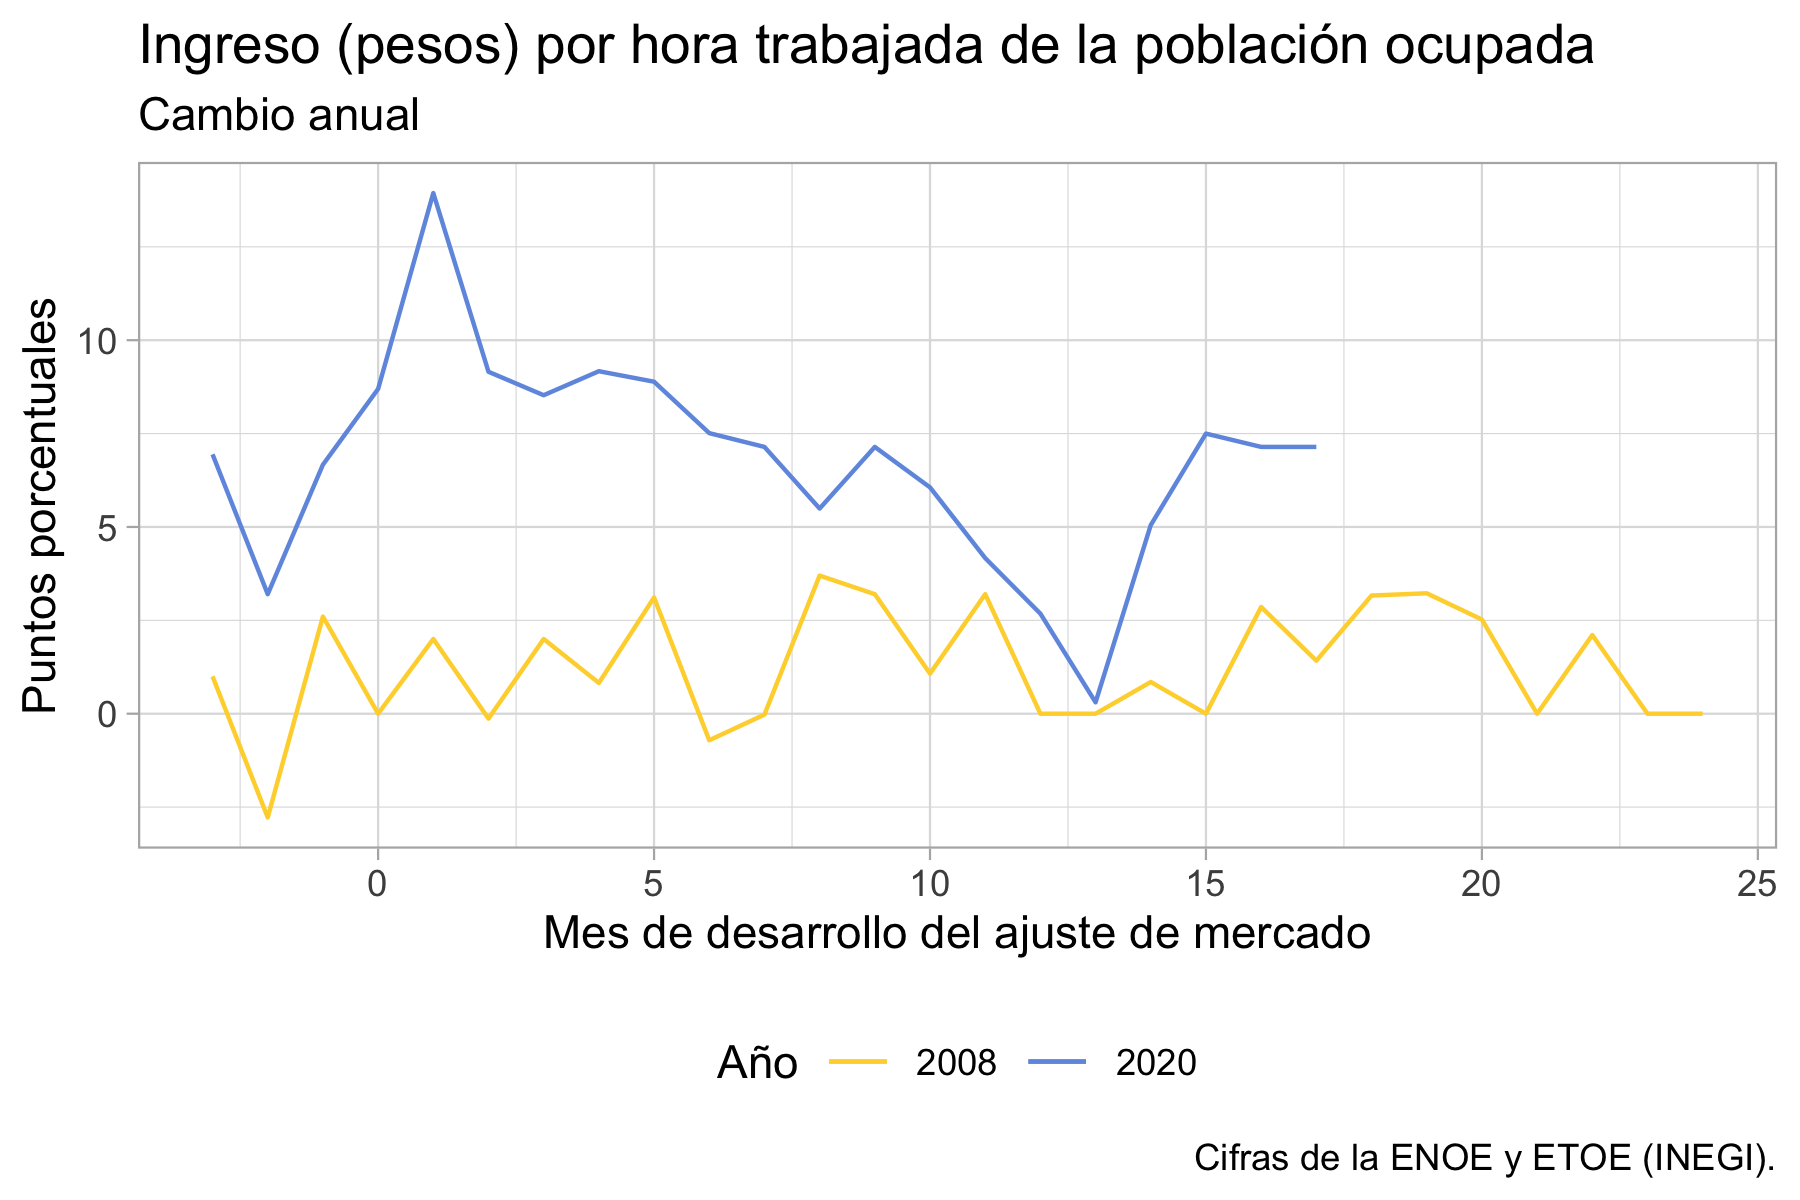 Ingreso (pesos) por hora trabajada de la población ocupada
Cambio anual
Puntos porcentuales
10
5
0
0
5
10
15
20
25
Mes de desarrollo del ajuste de mercado
Año
2008
2020
Cifras de la ENOE y ETOE (INEGI).